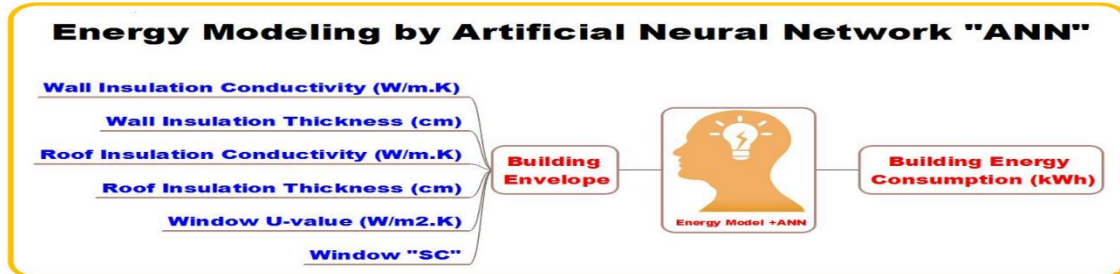 Energy Modeling by Artificial Neural Network "ANN"
Wall Insulation Conductivity (W/m.K)
Wall Insulation Thickness (cm)
Roof Insulation Conductivity (W/m.K)
Roof Insulation Thickness (cm)
Window U-value (W/m2.K)
Window "SC"
Building
Envelope
Energy Model +ANN
Building Energy
Consumption (kWh)